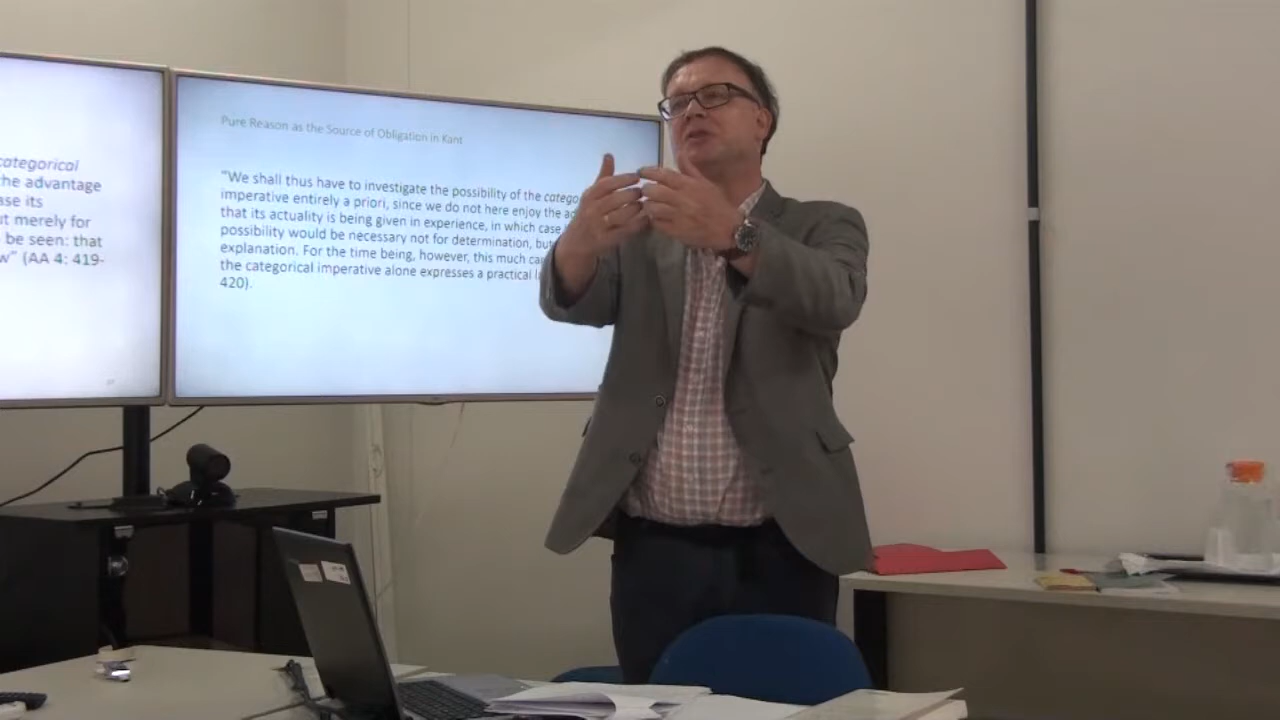 categorical
the advantage
ase its
ut merely for
be seen: that
w” (AA 4: 419-
Pure Reason as the Source of Obligation in Kant
“We shall thus have to investigate the possibility of the catego
imperative entirely a priori, since we do not here enjoy the a
that its actuality is being given in experience, in which case
possibility would be necessary not for determination, but
explanation. For the time being, however, this much can
the categorical imperative alone expresses a practical l
420).